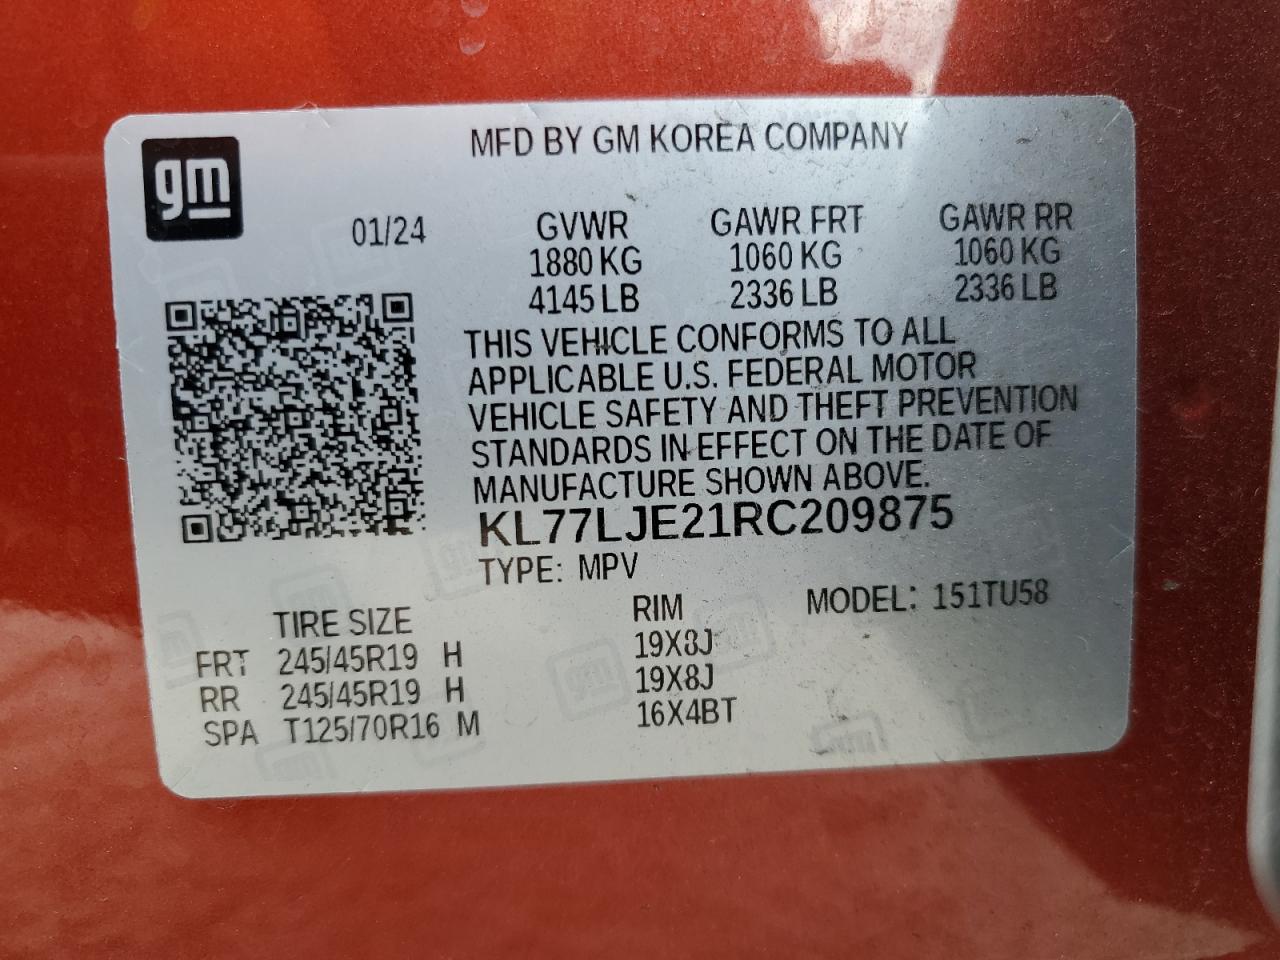 gm
MFD BY GM KOREA COMPANY
01/24
GVWR GAWR FRT GAWR RR
1880 KG 1060 KG 1060 KG
4145 LB 2336 LB 2336 LB
THIS VEHICLE CONFORMS TO ALL
APPLICABLE U.S. FEDERAL MOTOR
VEHICLE SAFETY AND THEFT PREVENTION
STANDARDS IN EFFECT ON THE DATE OF
MANUFACTURE SHOWN ABOVE.
KL77LJE21RC209875
TYPE: MPV
MODEL: 151TU58
TIRE SIZE RIM
FRT 245/45R19 H 19X8J
RR 245/45R19 H 19X8J
SPA T125/70R16 M 16X4BT